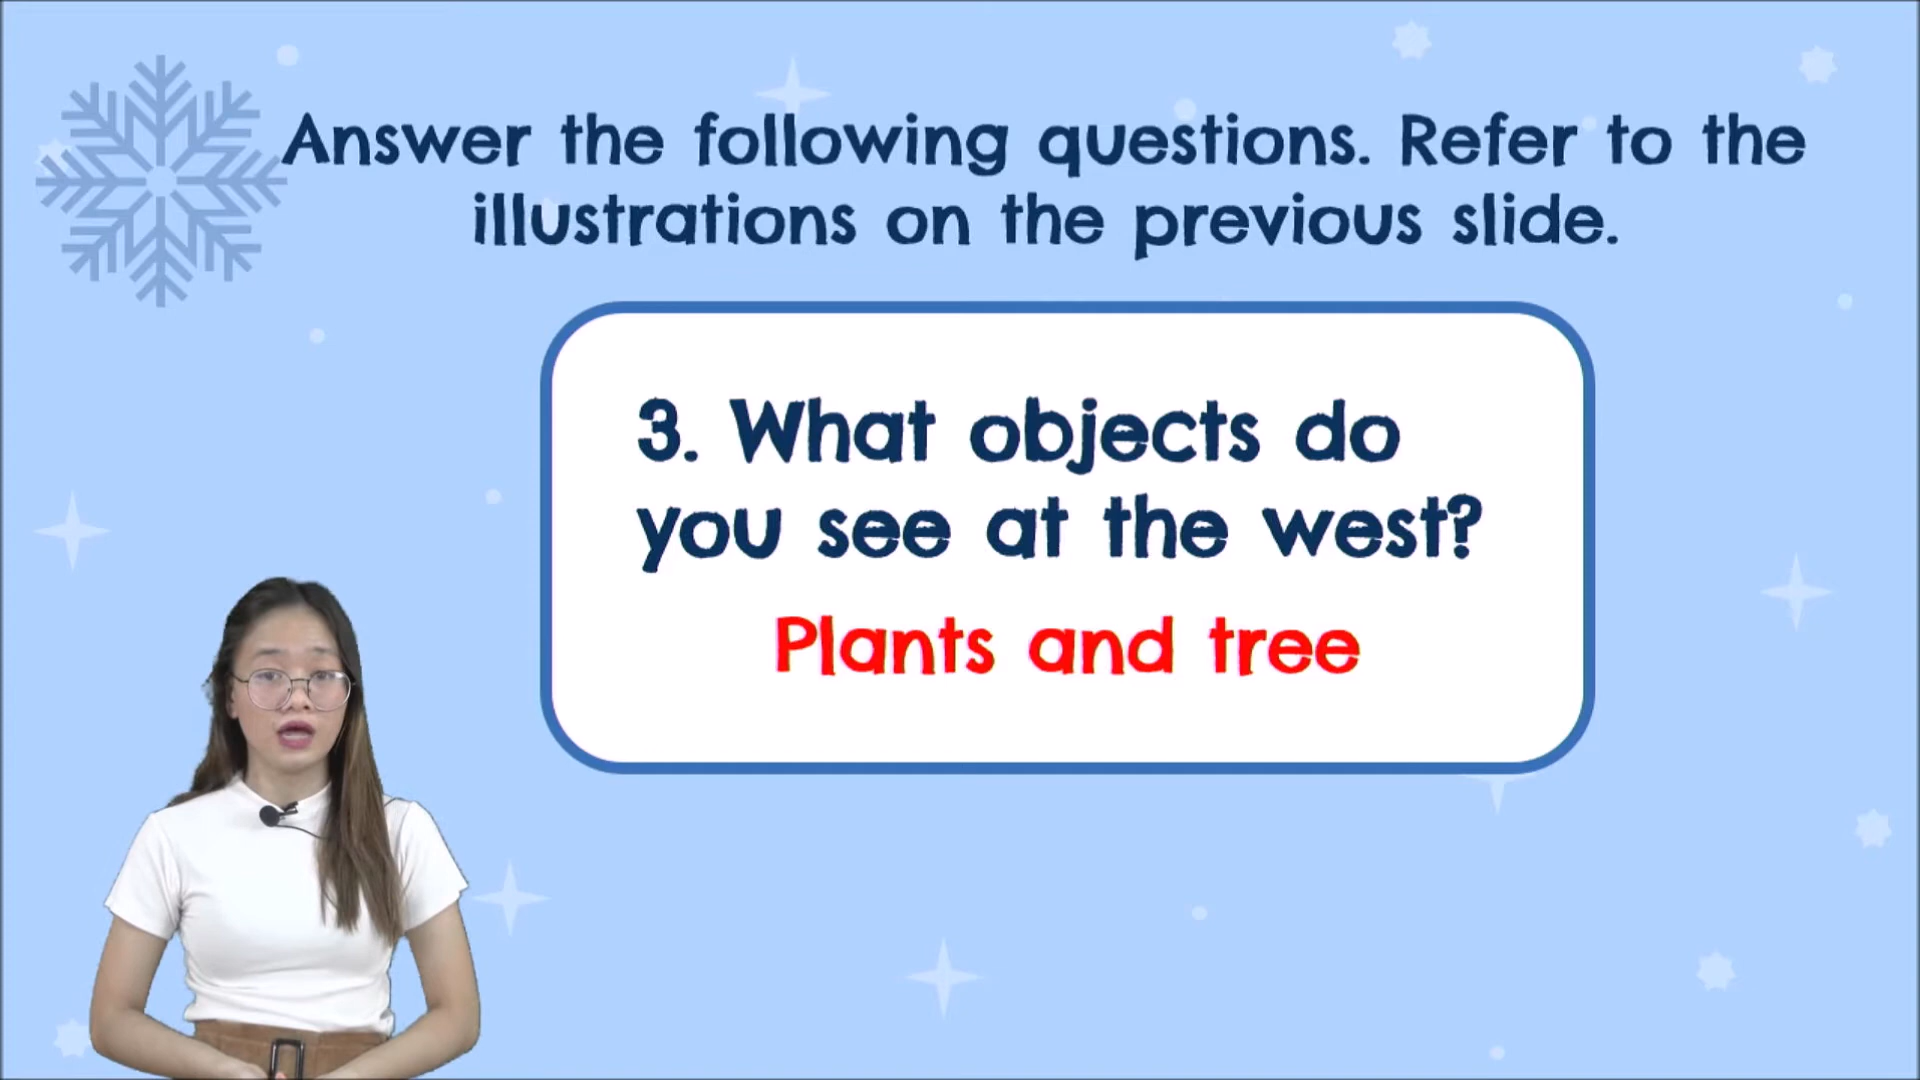 Answer the following questions. Refer to the
illustrations on the previous slide.
3. What objects do
you see at the west?
Plants and tree